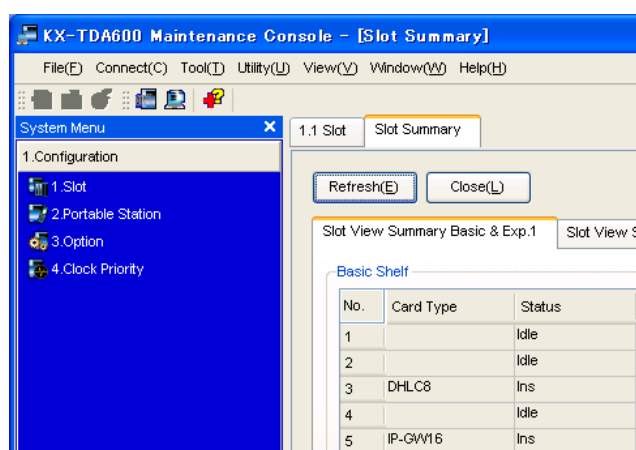 KX-TDA600 Maintenance Console - [Slot Summary]
File(F) Connect(C) Tool(T) Utility(U) View(V) Window(W) Help(H)
System Menu
1.Configuration
1.Slot
2.Portable Station
3.Option
4.Clock Priority
1.1 Slot Slot Summary
Refresh(E) Close(L)
Slot View Summary Basic & Exp.1 Slot View
Basic Shelf
No. Card Type Status
1 Idle
2 Idle
3 DHLC8 Ins
4 Idle
5 IP-GW16 Ins